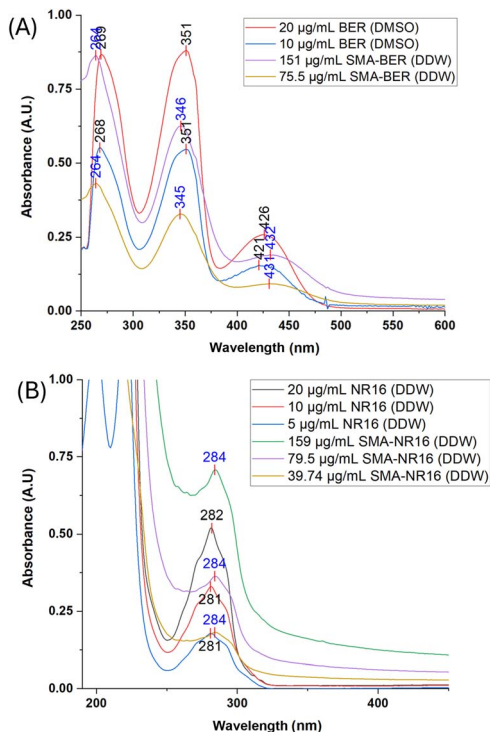 (A)
20 µg/mL BER (DMSO)
10 µg/mL BER (DMSO)
151 µg/mL SMA-BER (DDW)
75.5 µg/mL SMA-BER (DDW)
Absorbance (A.U.)
1.00
0.75
0.50
0.25
0.00
264
269
351
268
346
351
264
345
426
421
432
431
250
300
350
400
450
500
550
600
Wavelength (nm)
(B)
20 µg/mL NR16 (DDW)
10 µg/mL NR16 (DDW)
5 µg/mL NR16 (DDW)
159 µg/mL SMA-NR16 (DDW)
79.5 µg/mL SMA-NR16 (DDW)
39.74 µg/mL SMA-NR16 (DDW)
Absorbance (A.U)
1.00
0.75
0.50
0.25
0.00
284
282
284
281
284
281
200
300
400
Wavelength (nm)